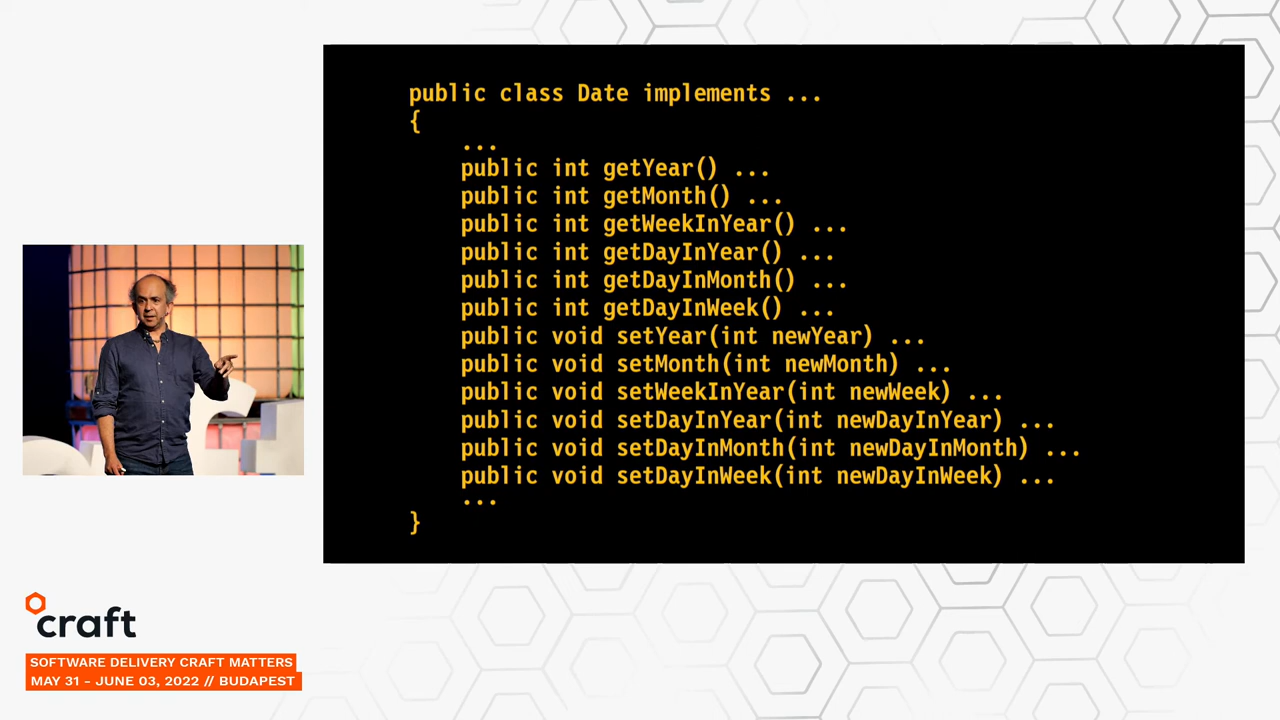 public class Date implements ...
{
...
public int getYear() ...
public int getMonth() ...
public int getWeekInYear() ...
public int getDayInYear() ...
public int getDayInMonth() ...
public int getDayInWeek() ...
public void setYear(int newYear) ...
public void setMonth(int newMonth) ...
public void setWeekInYear(int newWeek) ...
public void setDayInYear(int newDayInYear) ...
public void setDayInMonth(int newDayInMonth) ...
public void setDayInWeek(int newDayInWeek) ...
...
}
craft
SOFTWARE DELIVERY CRAFT MATTERS
MAY 31 - JUNE 03, 2022 // BUDAPEST